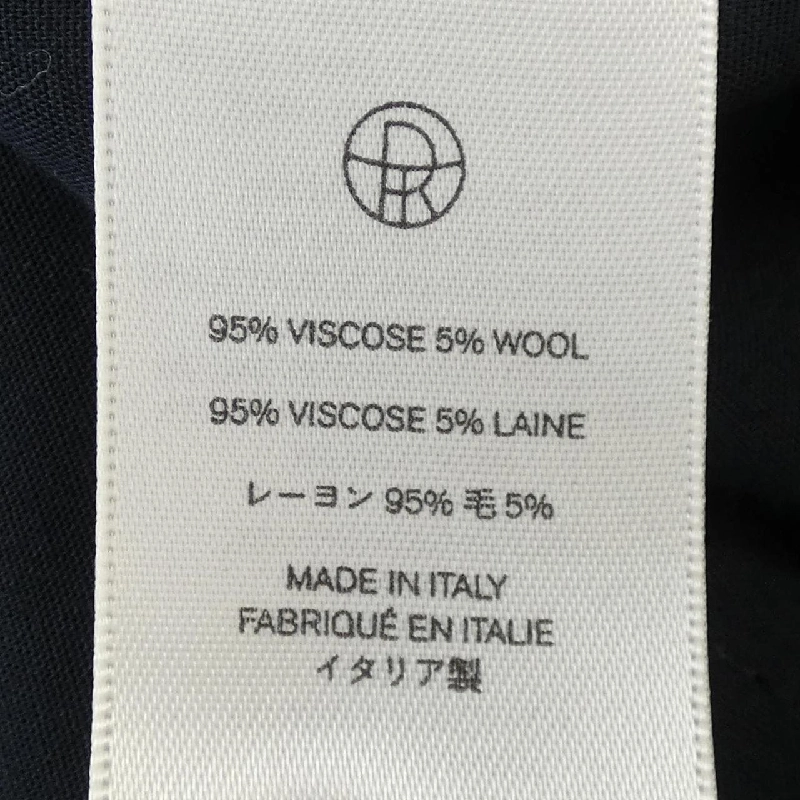 95% VISCOSE 5% WOOL
95% VISCOSE 5% LAINE
レーヨン 95% 毛 5%
MADE IN ITALY
FABRIQUÉ EN ITALIE
イタリア製